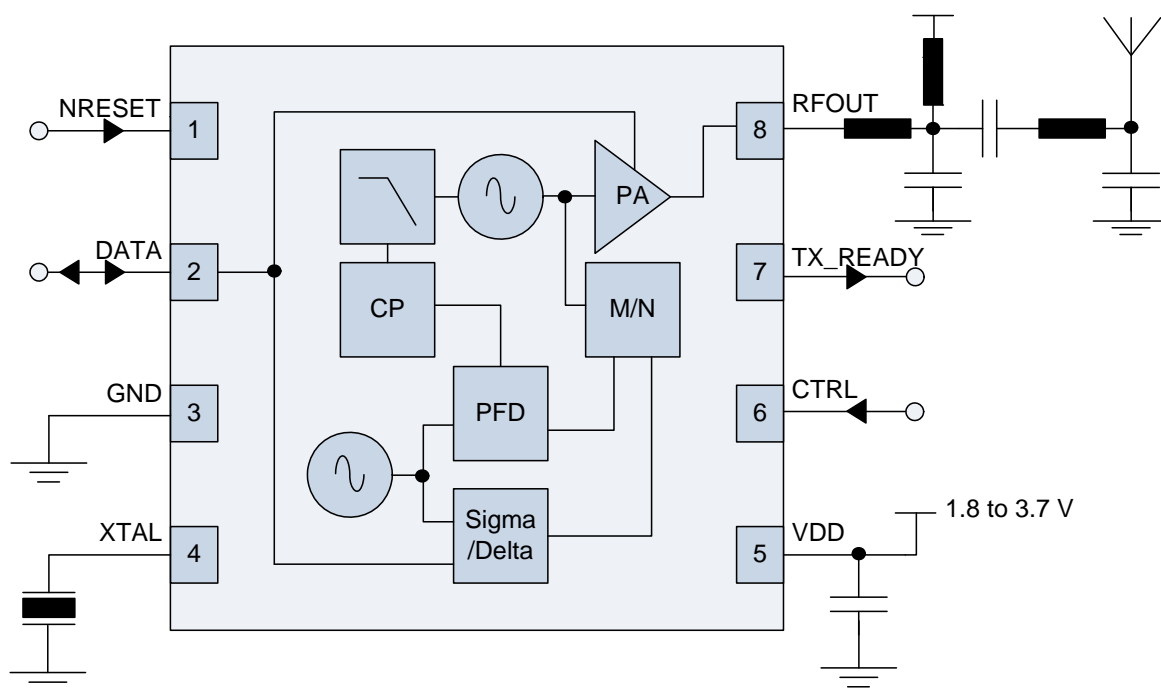 NRESET
1
DATA
2
GND
3
XTAL
4
PA
CP
M/N
PFD
Sigma
/Delta
8
RFOUT
7
TX_READY
6
CTRL
5
VDD
1.8 to 3.7 V